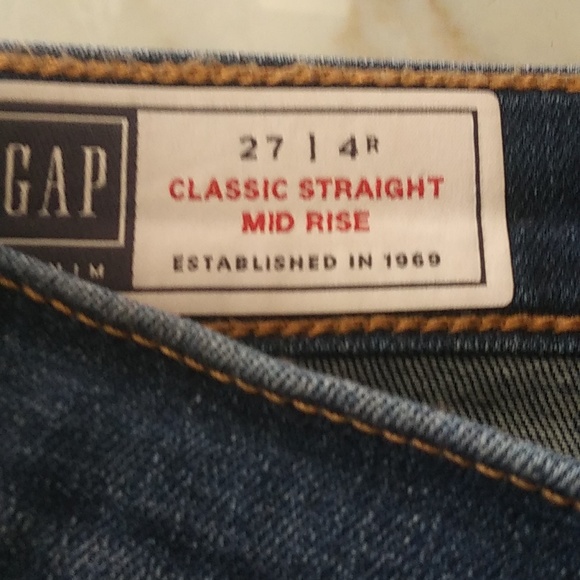 GAP
27 | 4R
CLASSIC STRAIGHT
MID RISE
ESTABLISHED IN 1969